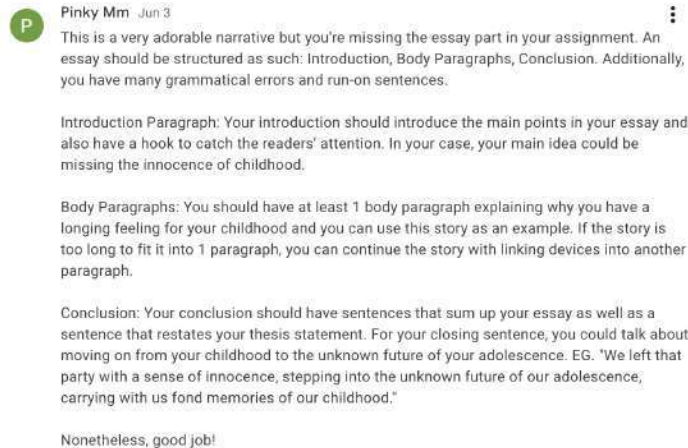 P
Pinky Mm Jun 3
This is a very adorable narrative but you're missing the essay part in your assignment. An
essay should be structured as such: Introduction, Body Paragraphs, Conclusion. Additionally,
you have many grammatical errors and run-on sentences.
Introduction Paragraph: Your introduction should introduce the main points in your essay and
also have a hook to catch the readers' attention. In your case, your main idea could be
missing the innocence of childhood.
Body Paragraphs: You should have at least 1 body paragraph explaining why you have a
longing feeling for your childhood and you can use this story as an example. If the story is
too long to fit it into 1 paragraph, you can continue the story with linking devices into another
paragraph.
Conclusion: Your conclusion should have sentences that sum up your essay as well as a
sentence that restates your thesis statement. For your closing sentence, you could talk about
moving on from your childhood to the unknown future of your adolescence. EG. "We left that
party with a sense of innocence, stepping into the unknown future of our adolescence,
carrying with us fond memories of our childhood."
Nonetheless, good job!